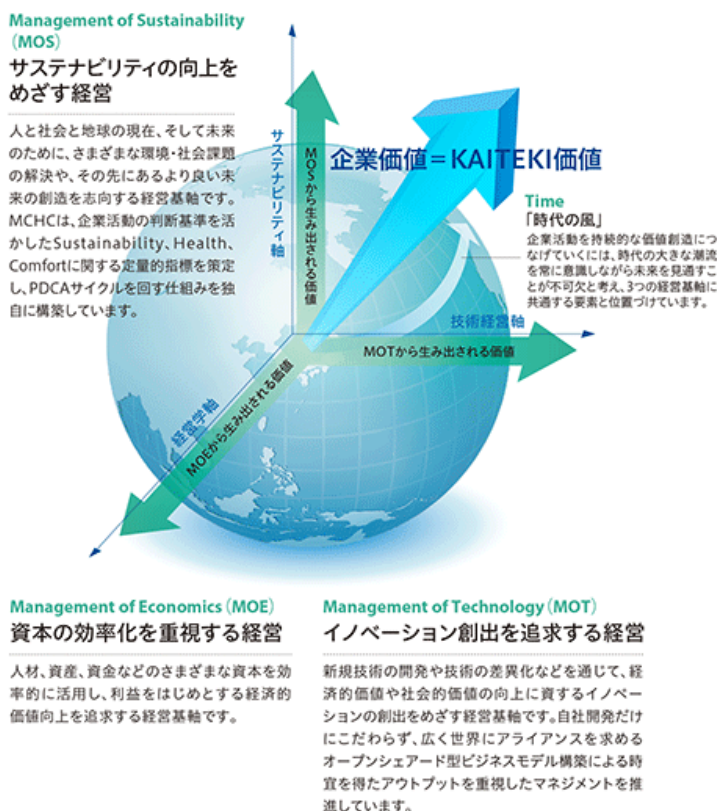 Management of Sustainability
(MOS)
サステナビリティの向上を
めざす経営
人と社会と地球の現在、そして未来
のために、さまざまな環境・社会課題
の解決や、その先にあるより良い未
来の創造を志向する経営基軸です。
MCHCは、企業活動の判断基準を活
かしたSustainability、Health、
Comfortに関する定量的指標を策定
し、PDCAサイクルを回す仕組みを独
自に構築しています。
サステナビリティ軸
MOSから生み出される価値
企業価値=KAITEKI価値
Time
「時代の風」
企業活動を持続的な価値創造につ
なげていくには、時代の大きな潮流
を常に意識しながら未来を見通すこ
とが不可欠と考え、3つの経営基軸に
共通する要素と位置づけています。
技術経営軸
MOTから生み出される価値
経営学軸
MOEから生み出される価値
Management of Economics (MOE)
資本の効率化を重視する経営
人材、資産、資金などのさまざまな資本を効
率的に活用し、利益をはじめとする経済的
価値向上を追求する経営基軸です。
Management of Technology (MOT)
イノベーション創出を追求する経営
新規技術の開発や技術の差異化などを通じて、経
済的価値や社会的価値の向上に資するイノベー
ションの創出をめざす経営基軸です。自社開発だけ
にこだわらず、広く世界にアライアンスを求める
オープンシェアード型ビジネスモデル構築による時
宜を得たアウトプットを重視したマネジメントを推
進しています。